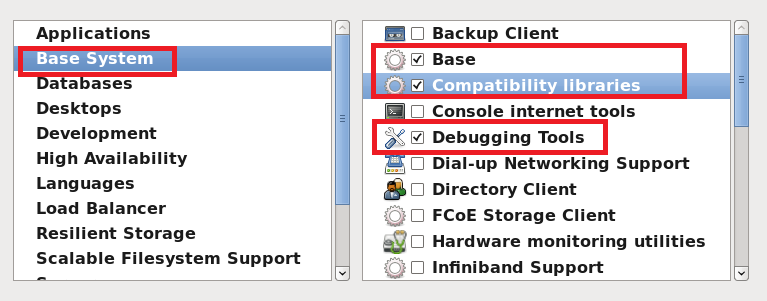 Applications
Base System
Databases
Desktops
Development
High Availability
Languages
Load Balancer
Resilient Storage
Scalable Filesystem Support
Backup Client
Base
Compatibility libraries
Console internet tools
Debugging Tools
Dial-up Networking Support
Directory Client
FCoE Storage Client
Hardware monitoring utilities
Infiniband Support